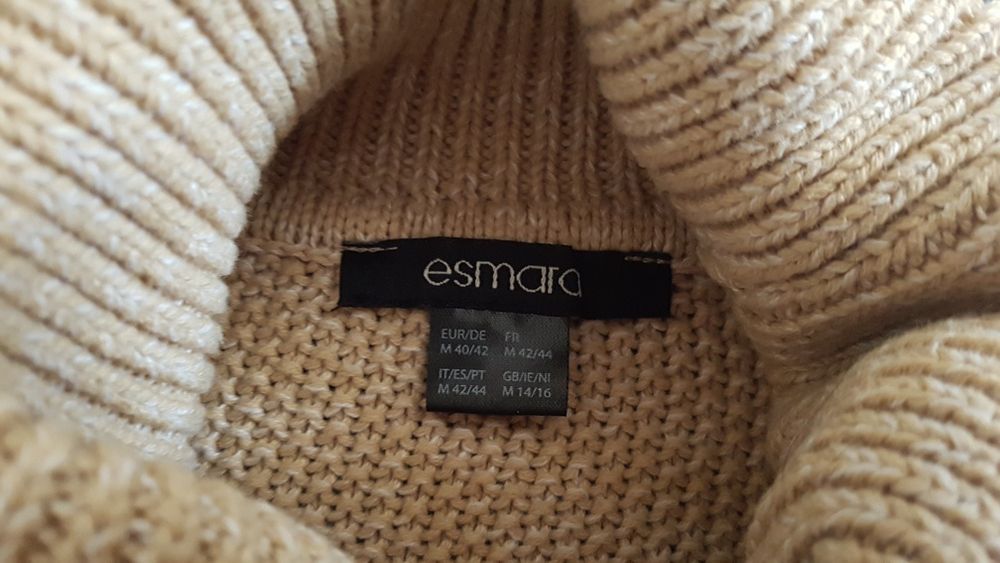 esmara
EUR/DE FR
M 40/42 M 42/44
IT/ES/PT GB/IE/NI
M 42/44 M 14/16